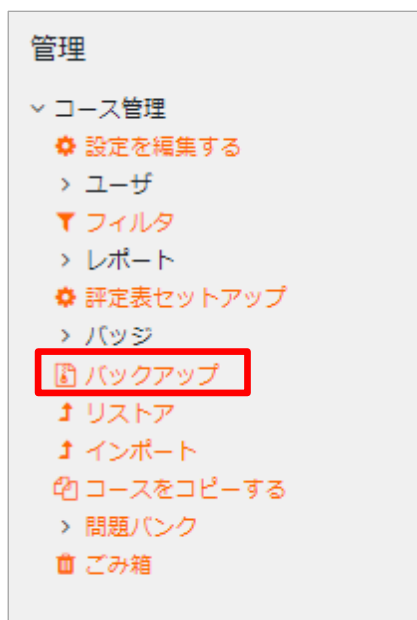 管理
コース管理
設定を編集する
ユーザ
フィルタ
レポート
評定表セットアップ
バッジ
バックアップ
リストア
インポート
コースをコピーする
問題バンク
ごみ箱